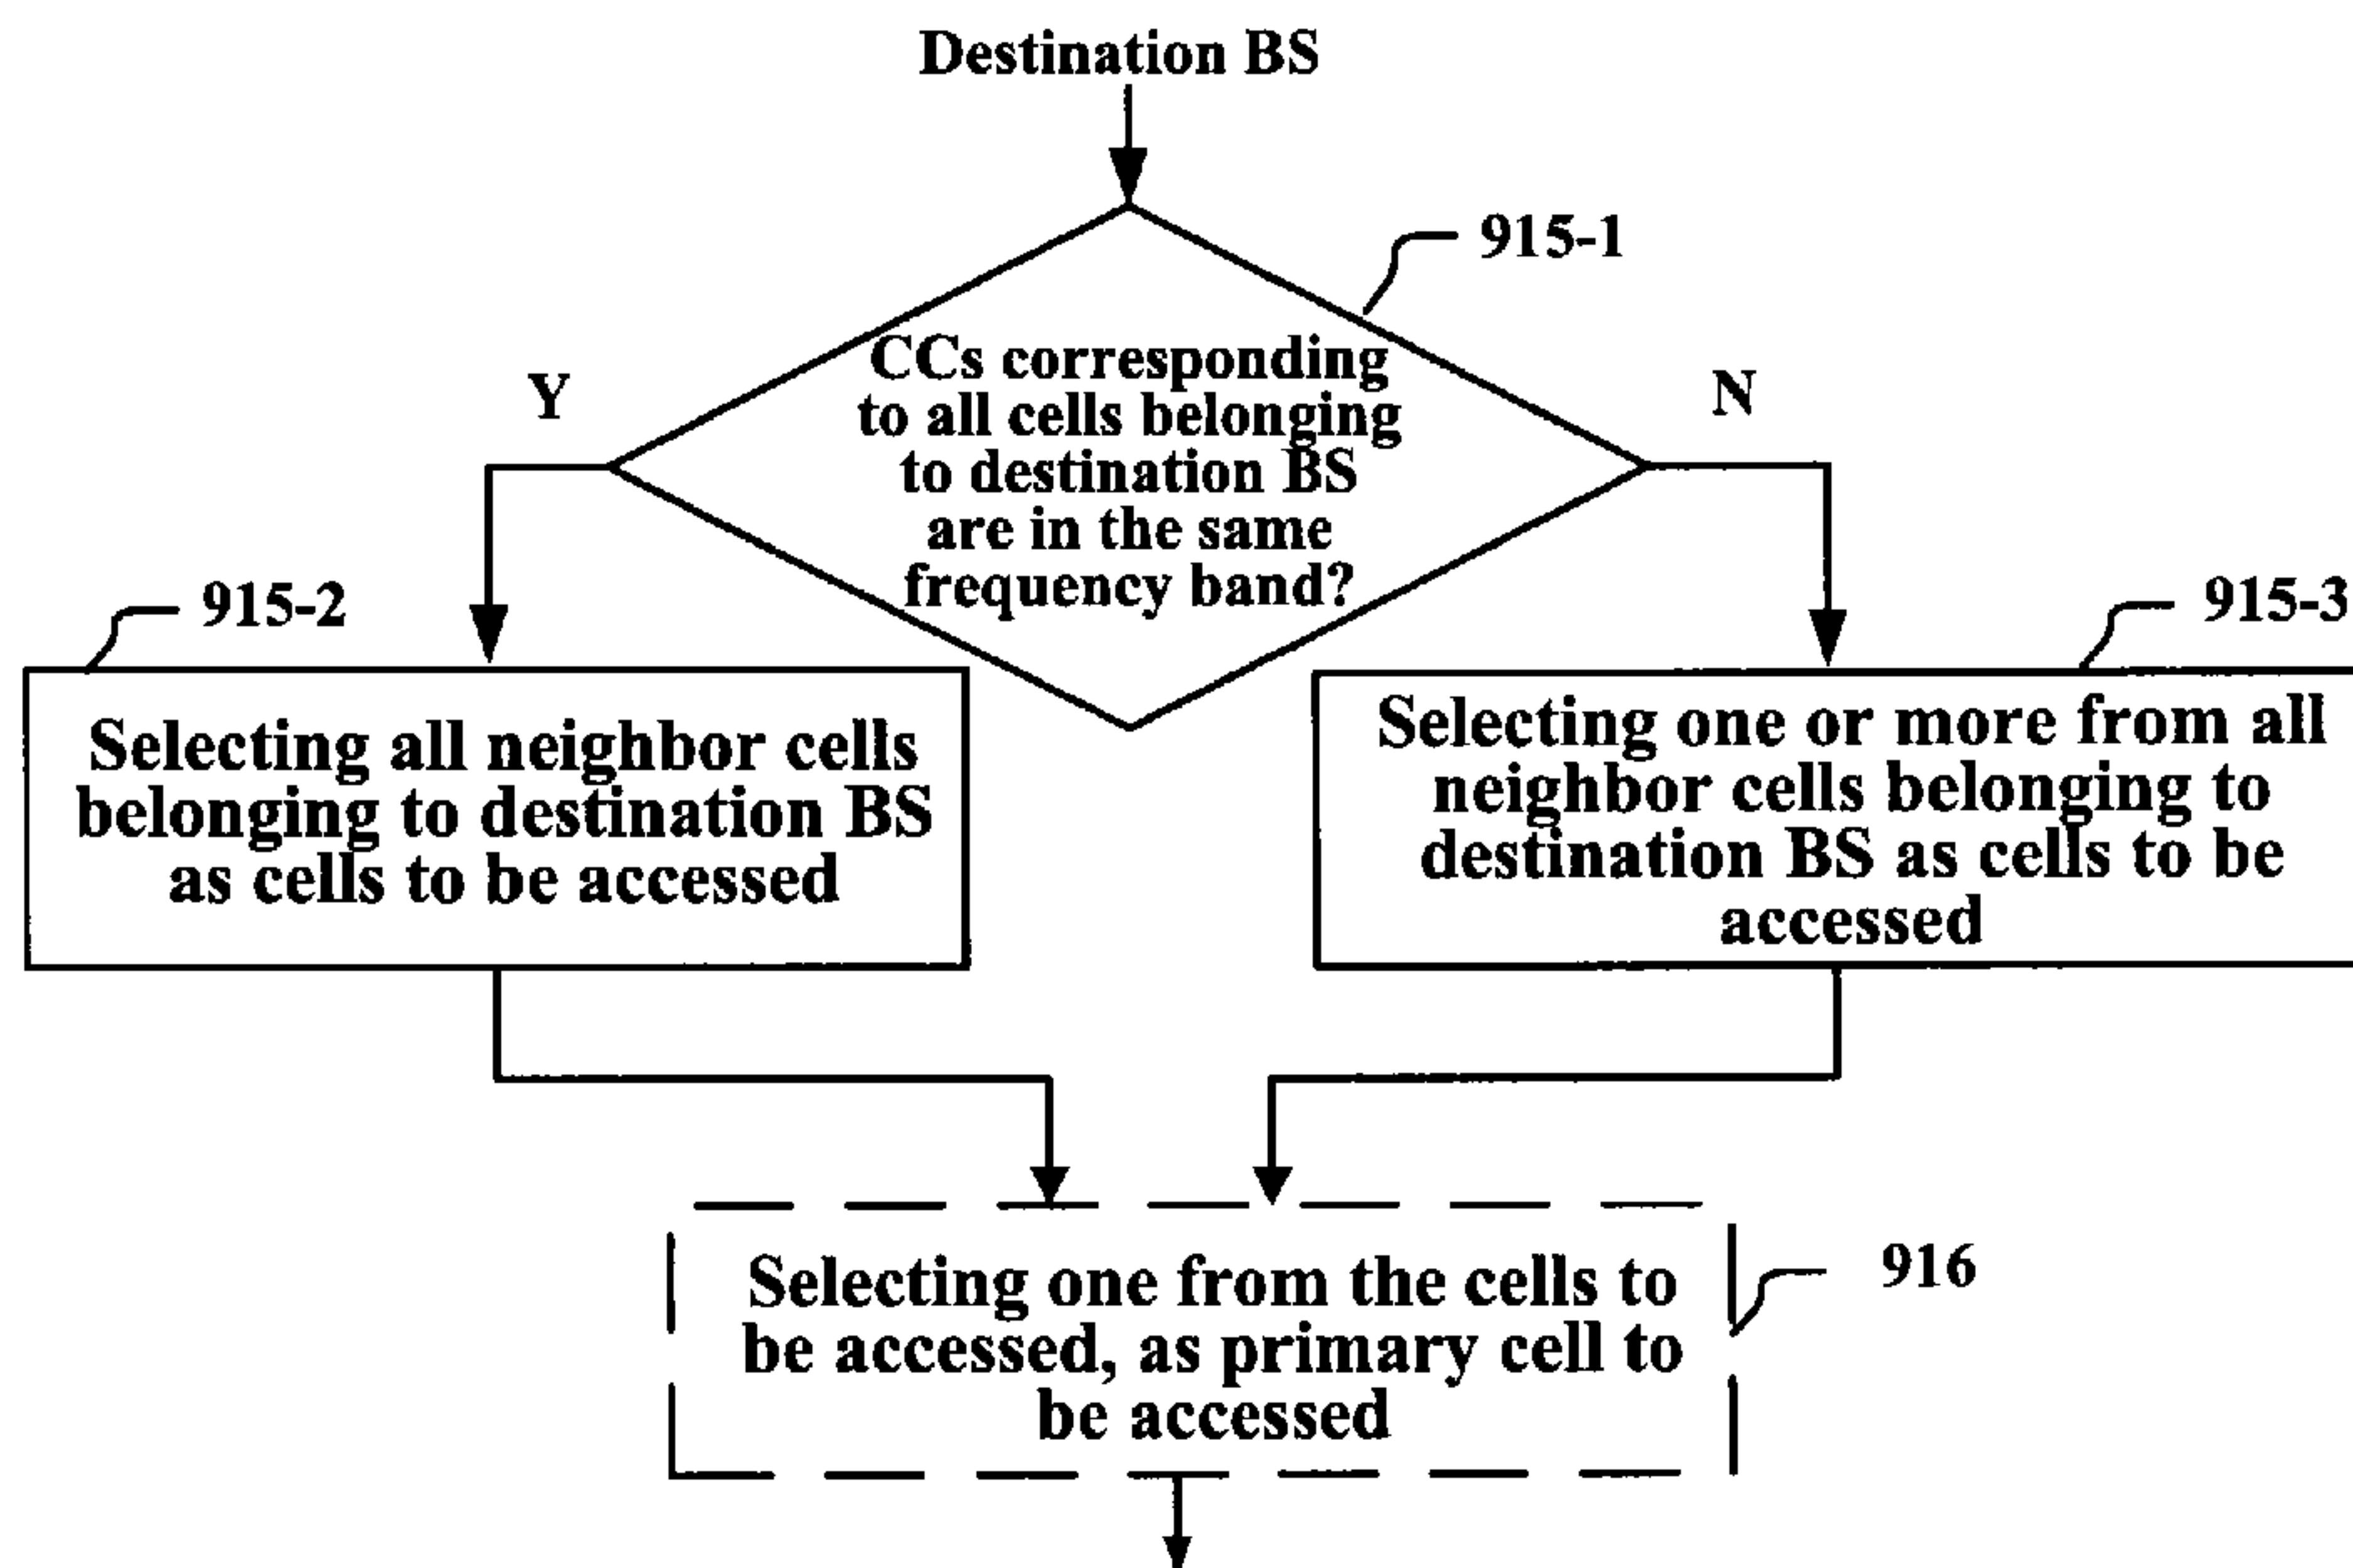 Destination BS
915-1
CCs corresponding
to all cells belonging
to destination BS
are in the same
frequency band?
Y
N
915-2
Selecting all neighbor cells
belonging to destination BS
as cells to be accessed
915-3
Selecting one or more from all
neighbor cells belonging to
destination BS as cells to be
accessed
Selecting one from the cells to
be accessed, as primary cell to
be accessed
916